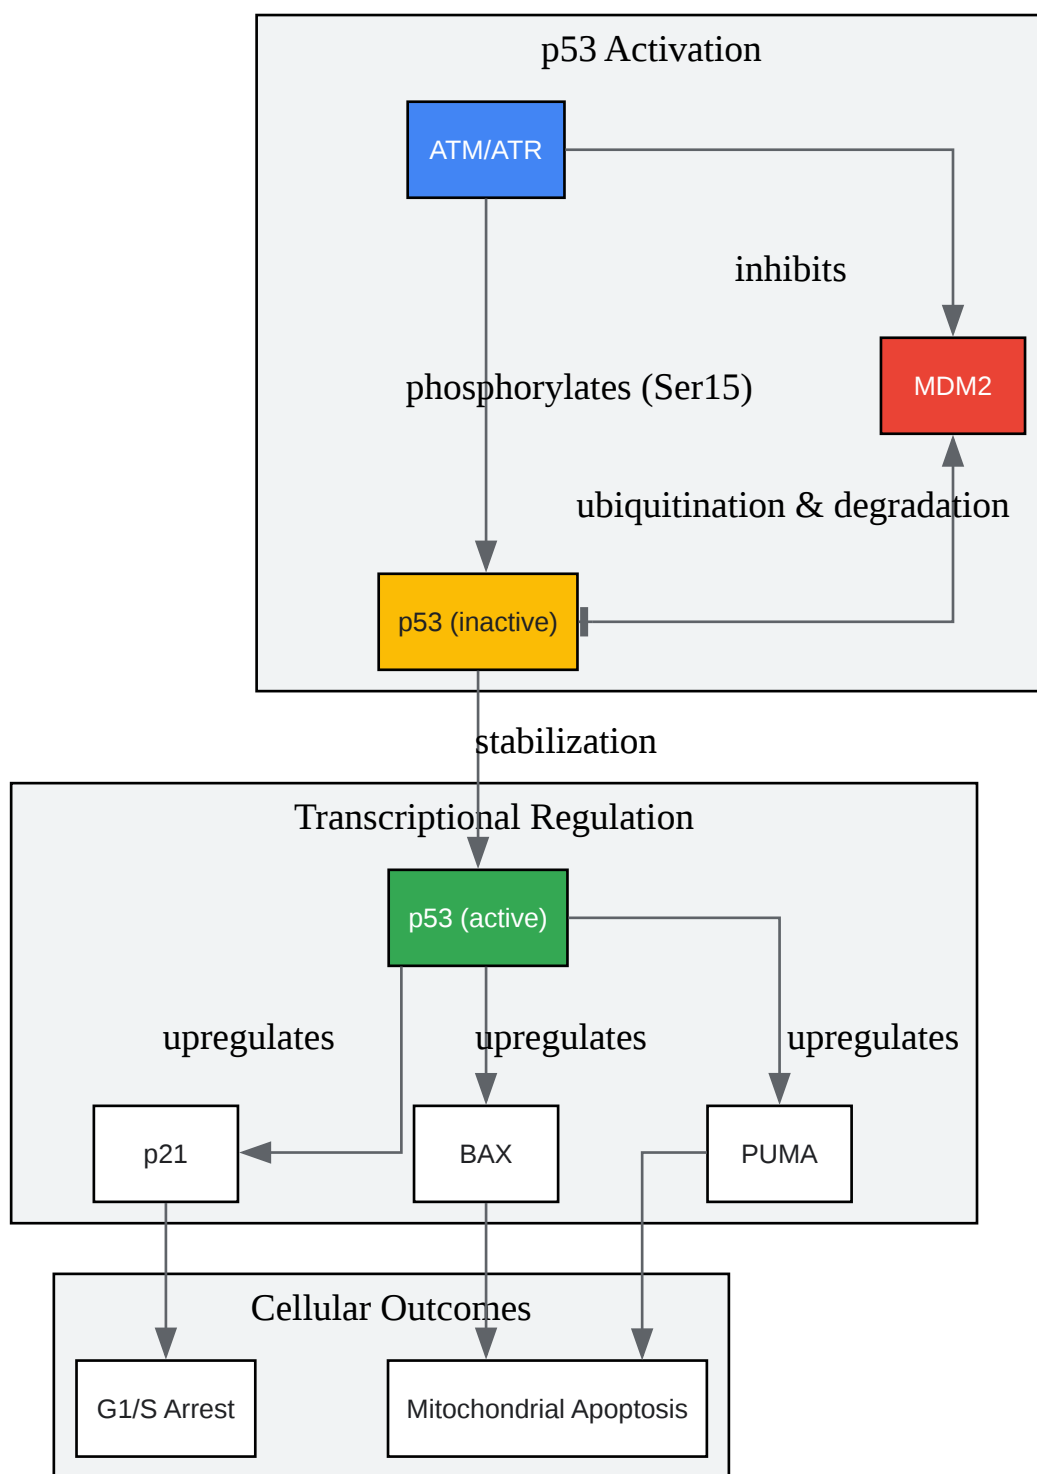 p53 Activation
ATM/ATR
inhibits
phosphorylates (Ser15)
MDM2
ubiquitination & degradation
p53 (inactive)
stabilization
Transcriptional Regulation
p53 (active)
upregulates
upregulates
upregulates
p21
BAX
PUMA
Cellular Outcomes
G1/S Arrest
Mitochondrial Apoptosis